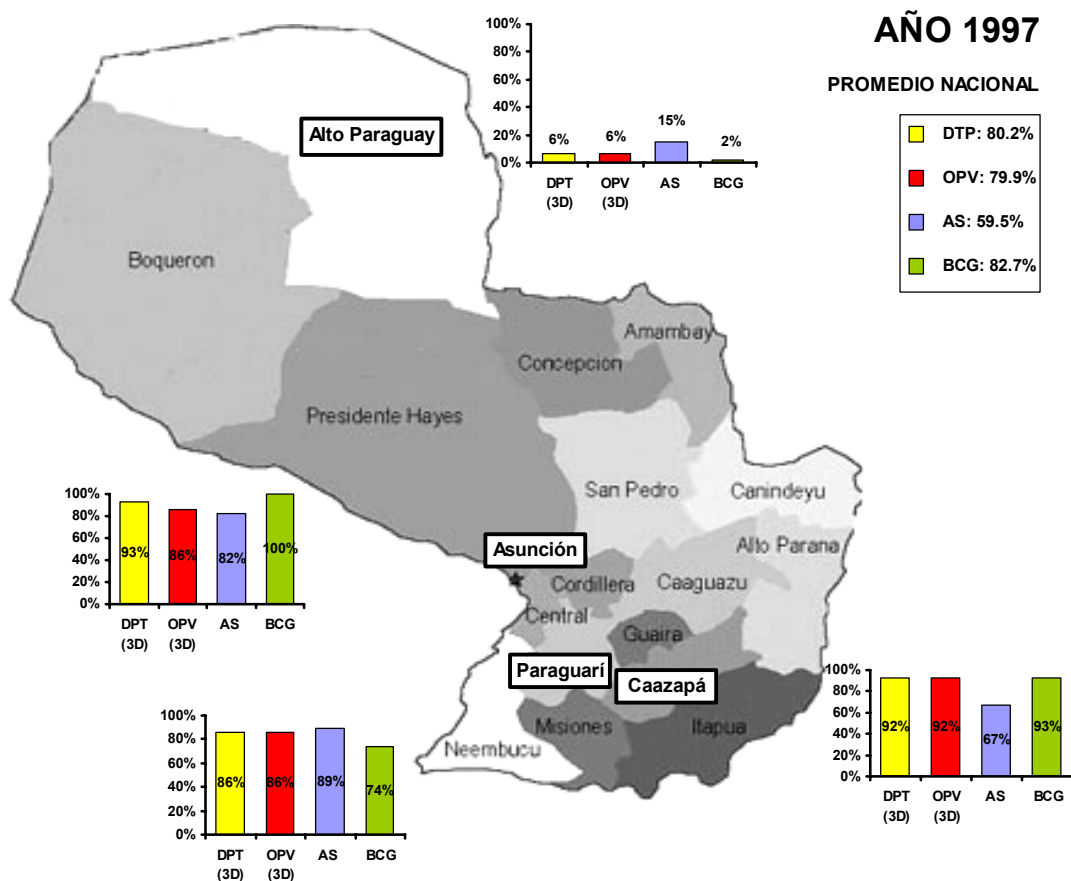 AÑO 1997
PROMEDIO NACIONAL
DTP: 80.2%
OPV: 79.9%
AS: 59.5%
BCG: 82.7%
100%
80%
60%
40%
20%
0%
6%
6%
15%
2%
DPT
(3D)
OPV
(3D)
AS
BCG
Alto Paraguay
Boqueron
Presidente Hayes
Concepcion
Amambay
San Pedro
Canindeyu
Alto Parana
Asunción
Cordillera
Caaguazu
Central
Guaira
Paraguarí
Caazapá
Misiones
Itapua
Neembucu
100%
80%
60%
40%
20%
0%
93%
86%
82%
100%
DPT
(3D)
OPV
(3D)
AS
BCG
100%
80%
60%
40%
20%
0%
86%
86%
89%
74%
DPT
(3D)
OPV
(3D)
AS
BCG
100%
80%
60%
40%
20%
0%
92%
92%
67%
93%
DPT
(3D)
OPV
(3D)
AS
BCG